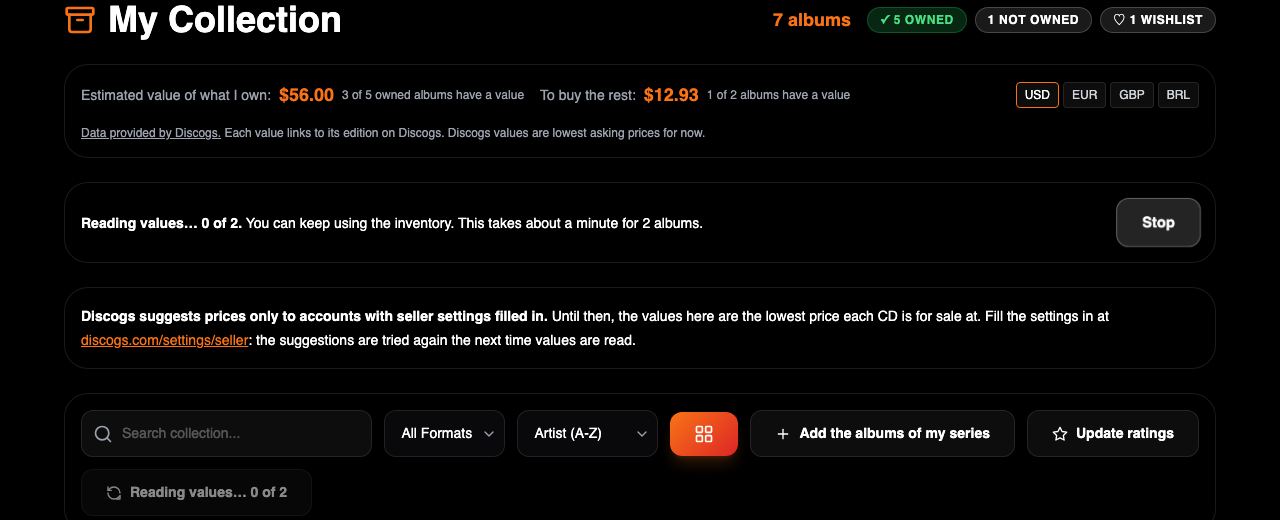 My Collection
7 albums
✓ 5 OWNED
1 NOT OWNED
♡ 1 WISHLIST
Estimated value of what I own: $56.00 3 of 5 owned albums have a value To buy the rest: $12.93 1 of 2 albums have a value
USD EUR GBP BRL
Data provided by Discogs. Each value links to its edition on Discogs. Discogs values are lowest asking prices for now.
Reading values... 0 of 2. You can keep using the inventory. This takes about a minute for 2 albums.
Stop
Discogs suggests prices only to accounts with seller settings filled in. Until then, the values here are the lowest price each CD is for sale at. Fill the settings in at
discogs.com/settings/seller: the suggestions are tried again the next time values are read.
Search collection...
All Formats
Artist (A-Z)
+ Add the albums of my series
Update ratings
Reading values... 0 of 2